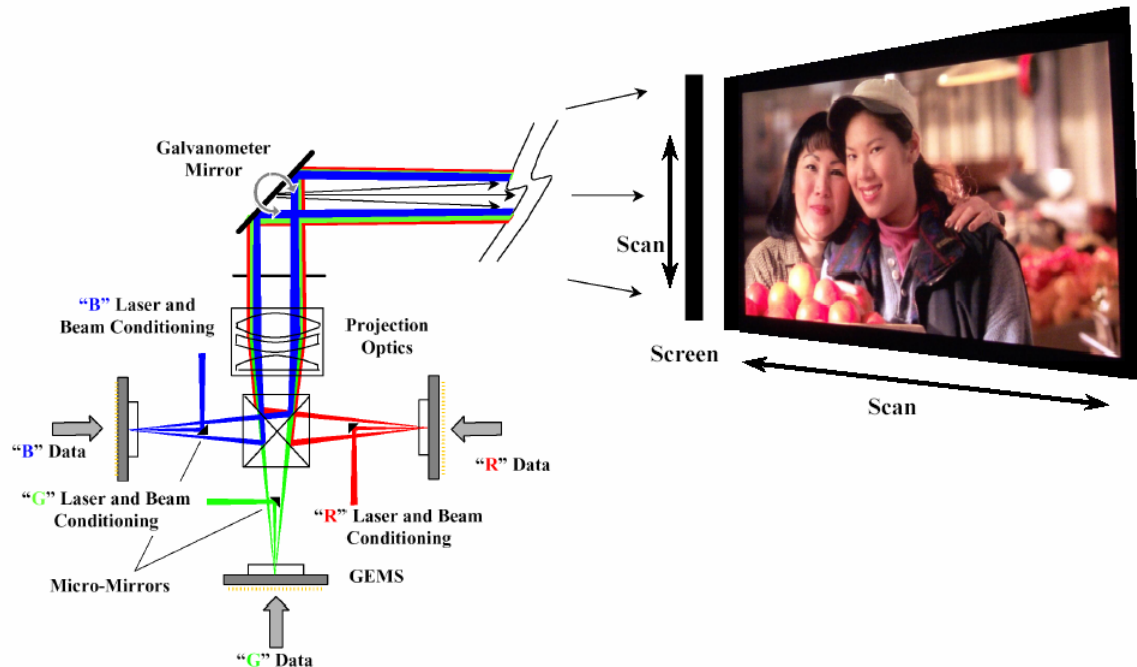 Galvanometer
Mirror
“B” Laser and
Beam Conditioning
Projection
Optics
Scan
Screen
Scan
“B” Data
“R” Data
“G” Laser and Beam
Conditioning
“R” Laser and Beam
Conditioning
Micro-Mirrors
GEMS
“G” Data